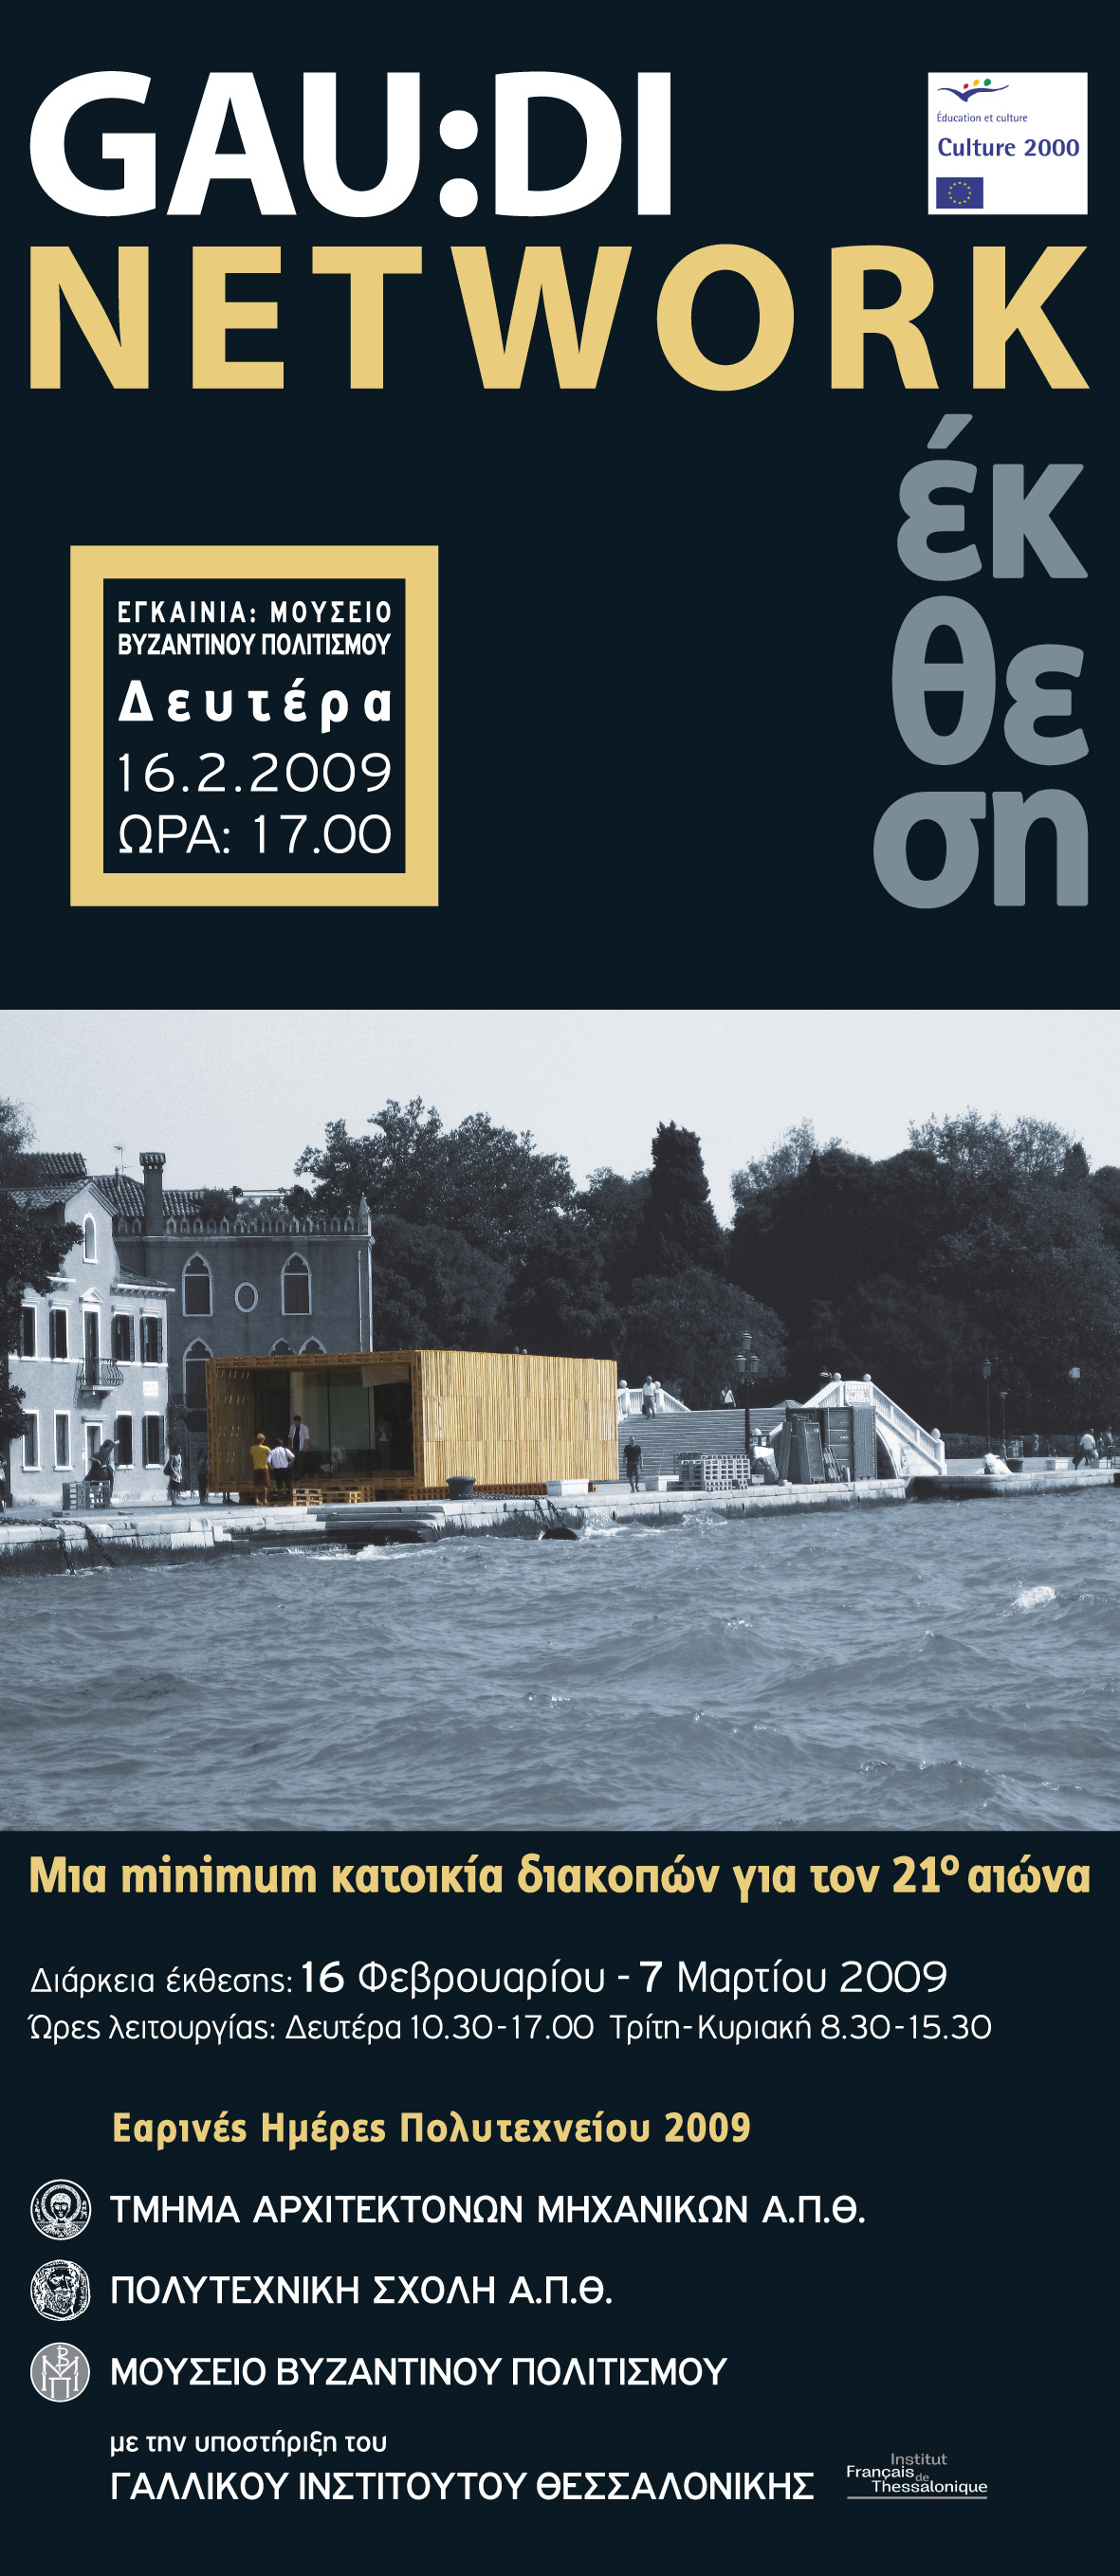 GAU:DI
Éducation et culture
Culture 2000
NETWORK
έκ
θε
ση
ΕΓΚΑΙΝΙΑ: ΜΟΥΣΕΙΟ
ΒΥΖΑΝΤΙΝΟΥ ΠΟΛΙΤΙΣΜΟΥ
Δευτέρα
16.2.2009
ΩΡΑ: 17.00
Μια minimum κατοικία διακοπών για τον 21º αιώνα
Διάρκεια έκθεσης: 16 Φεβρουαρίου - 7 Μαρτίου 2009
Ώρες λειτουργίας: Δευτέρα 10.30-17.00 Τρίτη-Κυριακή 8.30-15.30
Εαρινές Ημέρες Πολυτεχνείου 2009
ΤΜΗΜΑ ΑΡΧΙΤΕΚΤΟΝΩΝ ΜΗΧΑΝΙΚΩΝ Α.Π.Θ.
ΠΟΛΥΤΕΧΝΙΚΗ ΣΧΟΛΗ Α.Π.Θ.
ΜΟΥΣΕΙΟ ΒΥΖΑΝΤΙΝΟΥ ΠΟΛΙΤΙΣΜΟΥ
με την υποστήριξη του
ΓΑΛΛΙΚΟΥ ΙΝΣΤΙΤΟΥΤΟΥ ΘΕΣΣΑΛΟΝΙΚΗΣ
Institut
Français de
Thessalonique